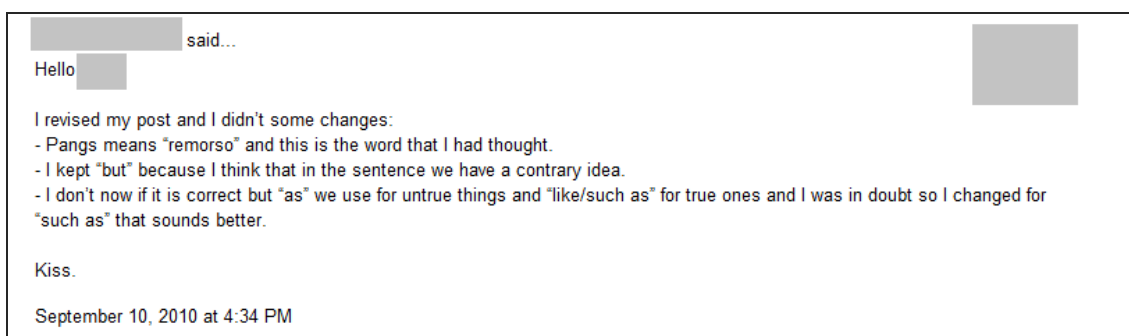 said...
Hello
I revised my post and I didn't some changes:
- Pangs means “remorso” and this is the word that I had thought.
- I kept “but” because I think that in the sentence we have a contrary idea.
- I don't now if it is correct but “as” we use for untrue things and “like/such as” for true ones and I was in doubt so I changed for
“such as” that sounds better.
Kiss.
September 10, 2010 at 4:34 PM